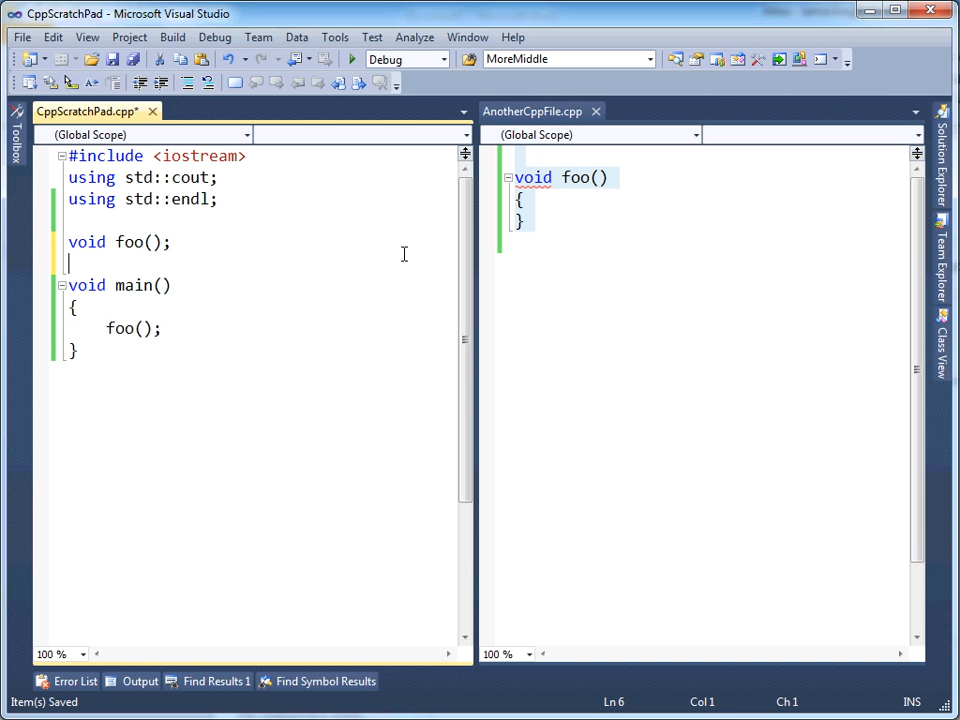 CppScratchPad - Microsoft Visual Studio
File Edit View Project Build Debug Team Data Tools Test Analyze Window Help
Debug MoreMiddle
CppScratchPad.cpp* AnotherCppFile.cpp
(Global Scope) (Global Scope)
Toolbox
#include <iostream>
using std::cout;
using std::endl;
void foo();
void main()
{
foo();
}
void foo()
{
}
Solution Explorer
Team Explorer
Class View
100 % 100 %
Error List Output Find Results 1 Find Symbol Results
Item(s) Saved Ln 6 Col 1 Ch 1 INS